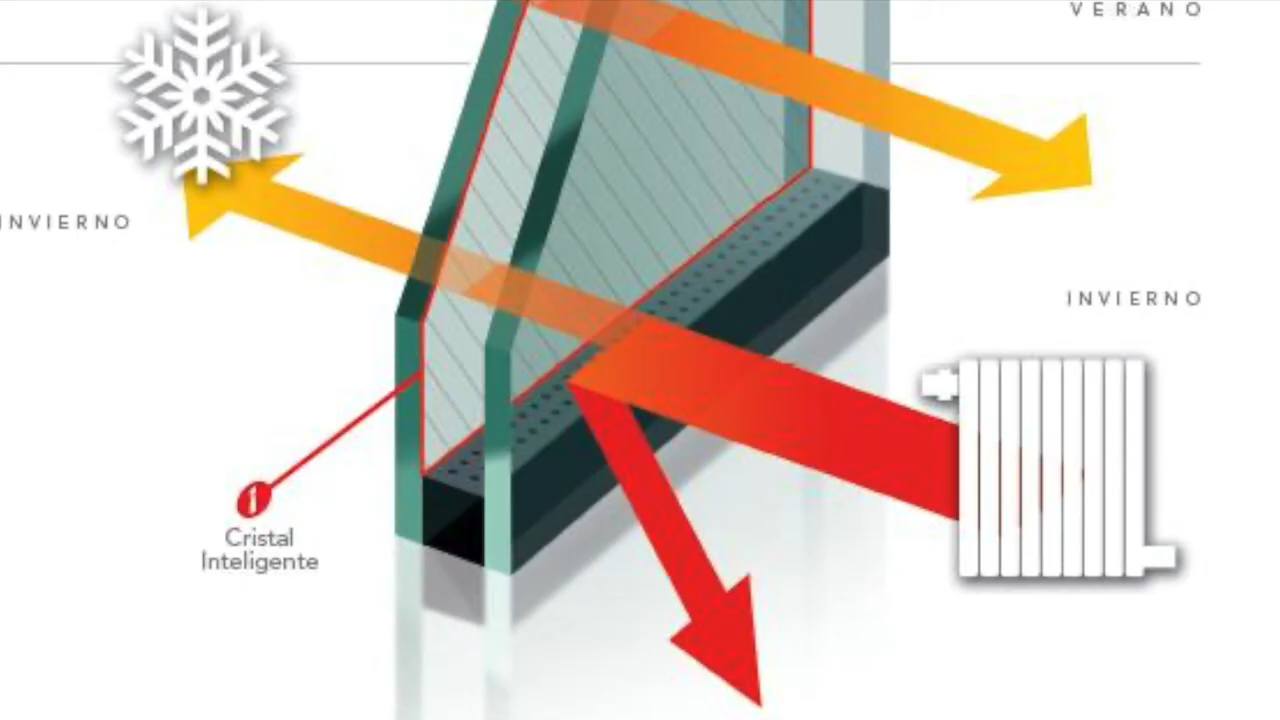 VERANO
INVIERNO
INVIERNO
1
Cristal
Inteligente